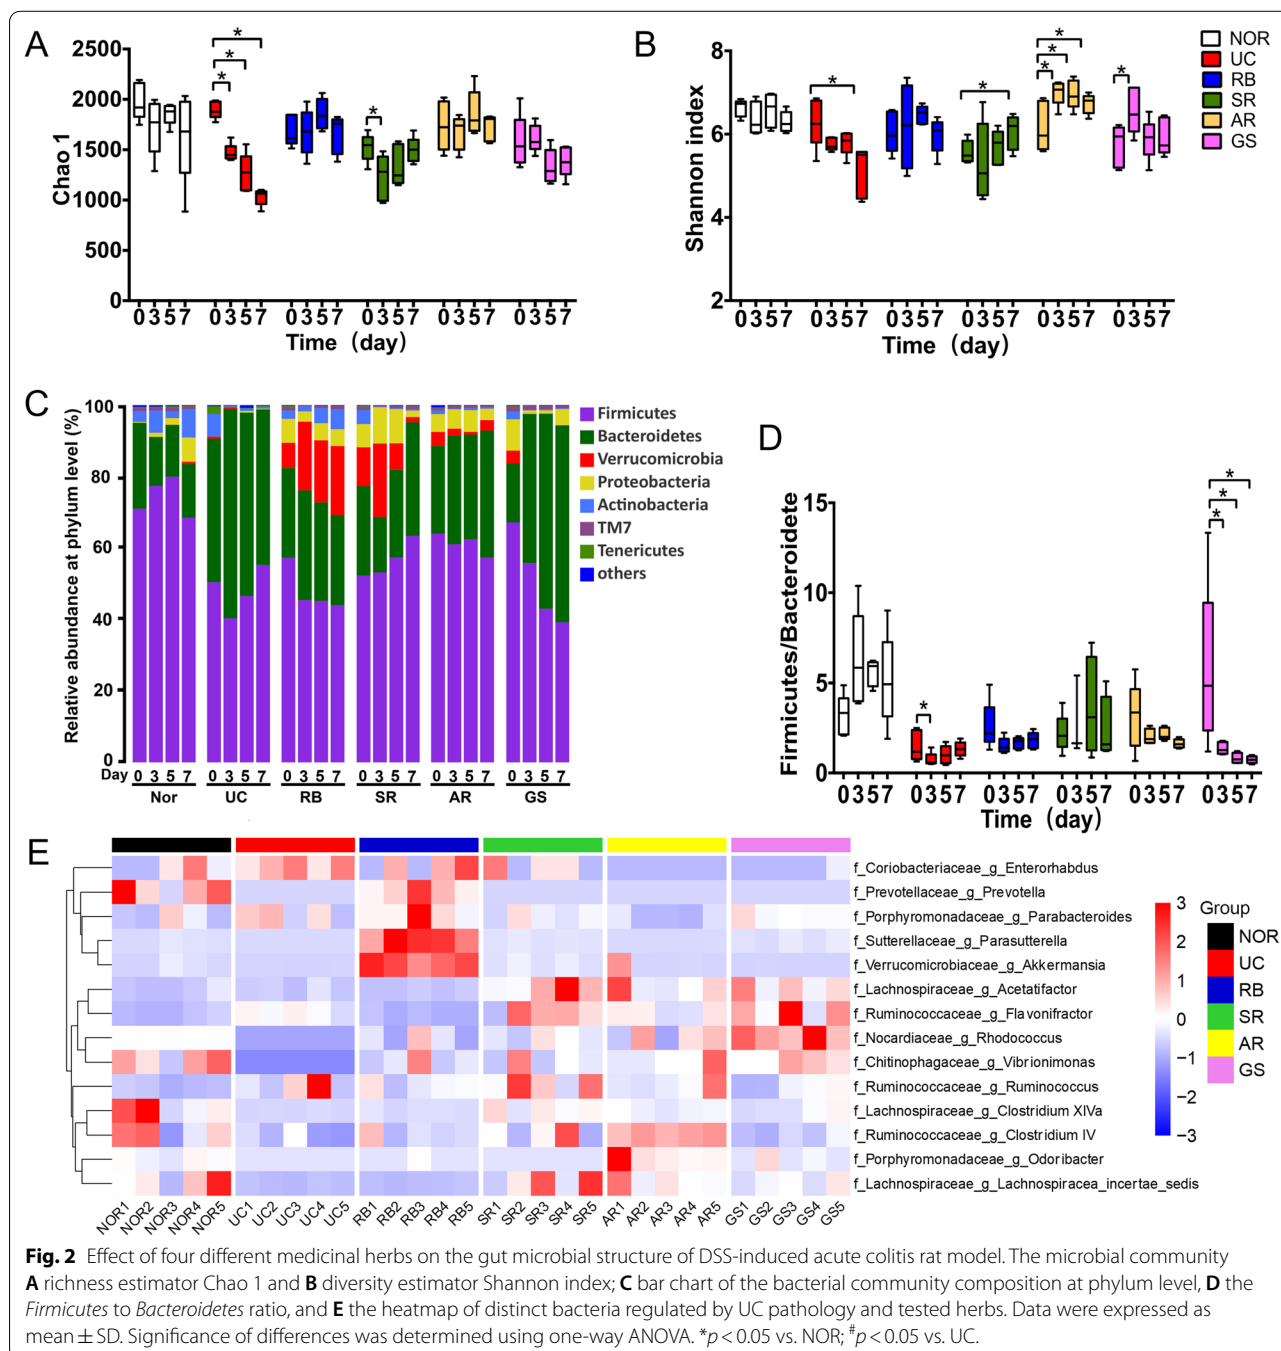 A
2500
2000
1500
1000
500
0
Chao 1
* * *
*
0357 0357 0357 0357 0357 0357
Time (day)
B
8
6
4
2
Shannon index
*
*
* * *
*
0357 0357 0357 0357 0357 0357
Time (day)
NOR
UC
RB
SR
AR
GS
C
100
80
60
40
20
0
Relative abundance at phylum level (%)
Day 0 3 5 7 0 3 5 7 0 3 5 7 0 3 5 7 0 3 5 7 0 3 5 7
Nor UC RB SR AR GS
Firmicutes
Bacteroidetes
Verrucomicrobia
Proteobacteria
Actinobacteria
TM7
Tenericutes
others
D
15
10
5
0
Firmicutes/Bacteroidete
*
* * *
0357 0357 0357 0357 0357 0357
Time (day)
E
f_Coriobacteriaceae_g_Enterorhabdus
f_Prevotellaceae_g_Prevotella
f_Porphyromonadaceae_g_Parabacteroides
f_Sutterellaceae_g_Parasutterella
f_Verrucomicrobiaceae_g_Akkermansia
f_Lachnospiraceae_g_Acetatifactor
f_Ruminococcaceae_g_Flavonifractor
f_Nocardiaceae_g_Rhodococcus
f_Chitinophagaceae_g_Vibrionimonas
f_Ruminococcaceae_g_Ruminococcus
f_Lachnospiraceae_g_Clostridium XIVa
f_Ruminococcaceae_g_Clostridium IV
f_Porphyromonadaceae_g_Odoribacter
f_Lachnospiraceae_g_Lachnospiracea_incertae_sedis
NOR1 NOR2 NOR3 NOR4 NOR5 UC1 UC2 UC3 UC4 UC5 RB1 RB2 RB3 RB4 RB5 SR1 SR2 SR3 SR4 SR5 AR1 AR2 AR3 AR4 AR5 GS1 GS2 GS3 GS4 GS5
3
2
1
0
−1
−2
−3
Group
NOR
UC
RB
SR
AR
GS
Fig. 2 Effect of four different medicinal herbs on the gut microbial structure of DSS-induced acute colitis rat model. The microbial community
A richness estimator Chao 1 and B diversity estimator Shannon index; C bar chart of the bacterial community composition at phylum level, D the
Firmicutes to Bacteroidetes ratio, and E the heatmap of distinct bacteria regulated by UC pathology and tested herbs. Data were expressed as
mean ± SD. Significance of differences was determined using one-way ANOVA. *p < 0.05 vs. NOR; #p < 0.05 vs. UC.